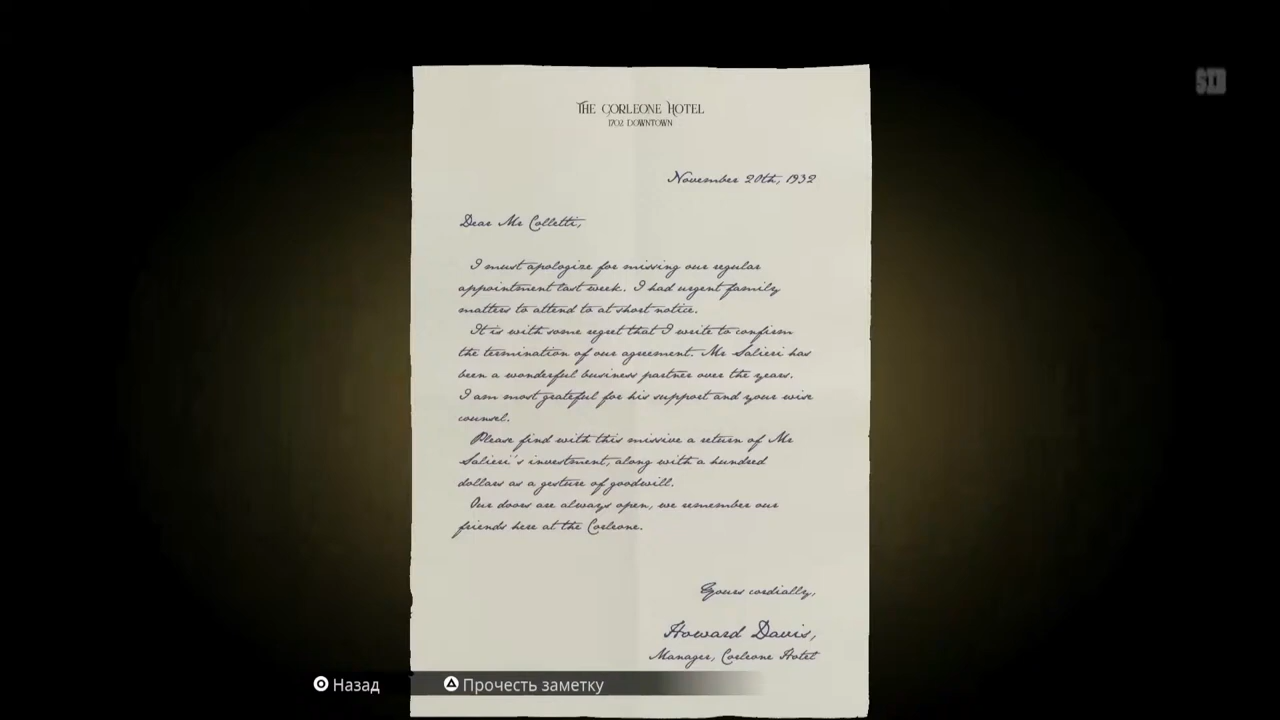 THE CORLEONE HOTEL
1702 DOWNTOWN
November 20th, 1932
Dear Mr Colletti,
I must apologize for missing our regular
appointment last week. I had urgent family
matters to attend to at short notice.
It is with some regret that I write to confirm
the termination of our agreement. Mr Salieri has
been a wonderful business partner over the years.
I am most grateful for his support and your wise
counsel.
Please find with this missive a return of Mr
Salieri's investment, along with a hundred
dollars as a gesture of goodwill.
Our doors are always open, we remember our
friends here at the Corleone.
Yours cordially,
Howard Davis,
Manager, Corleone Hotel
Назад
Прочесть заметку